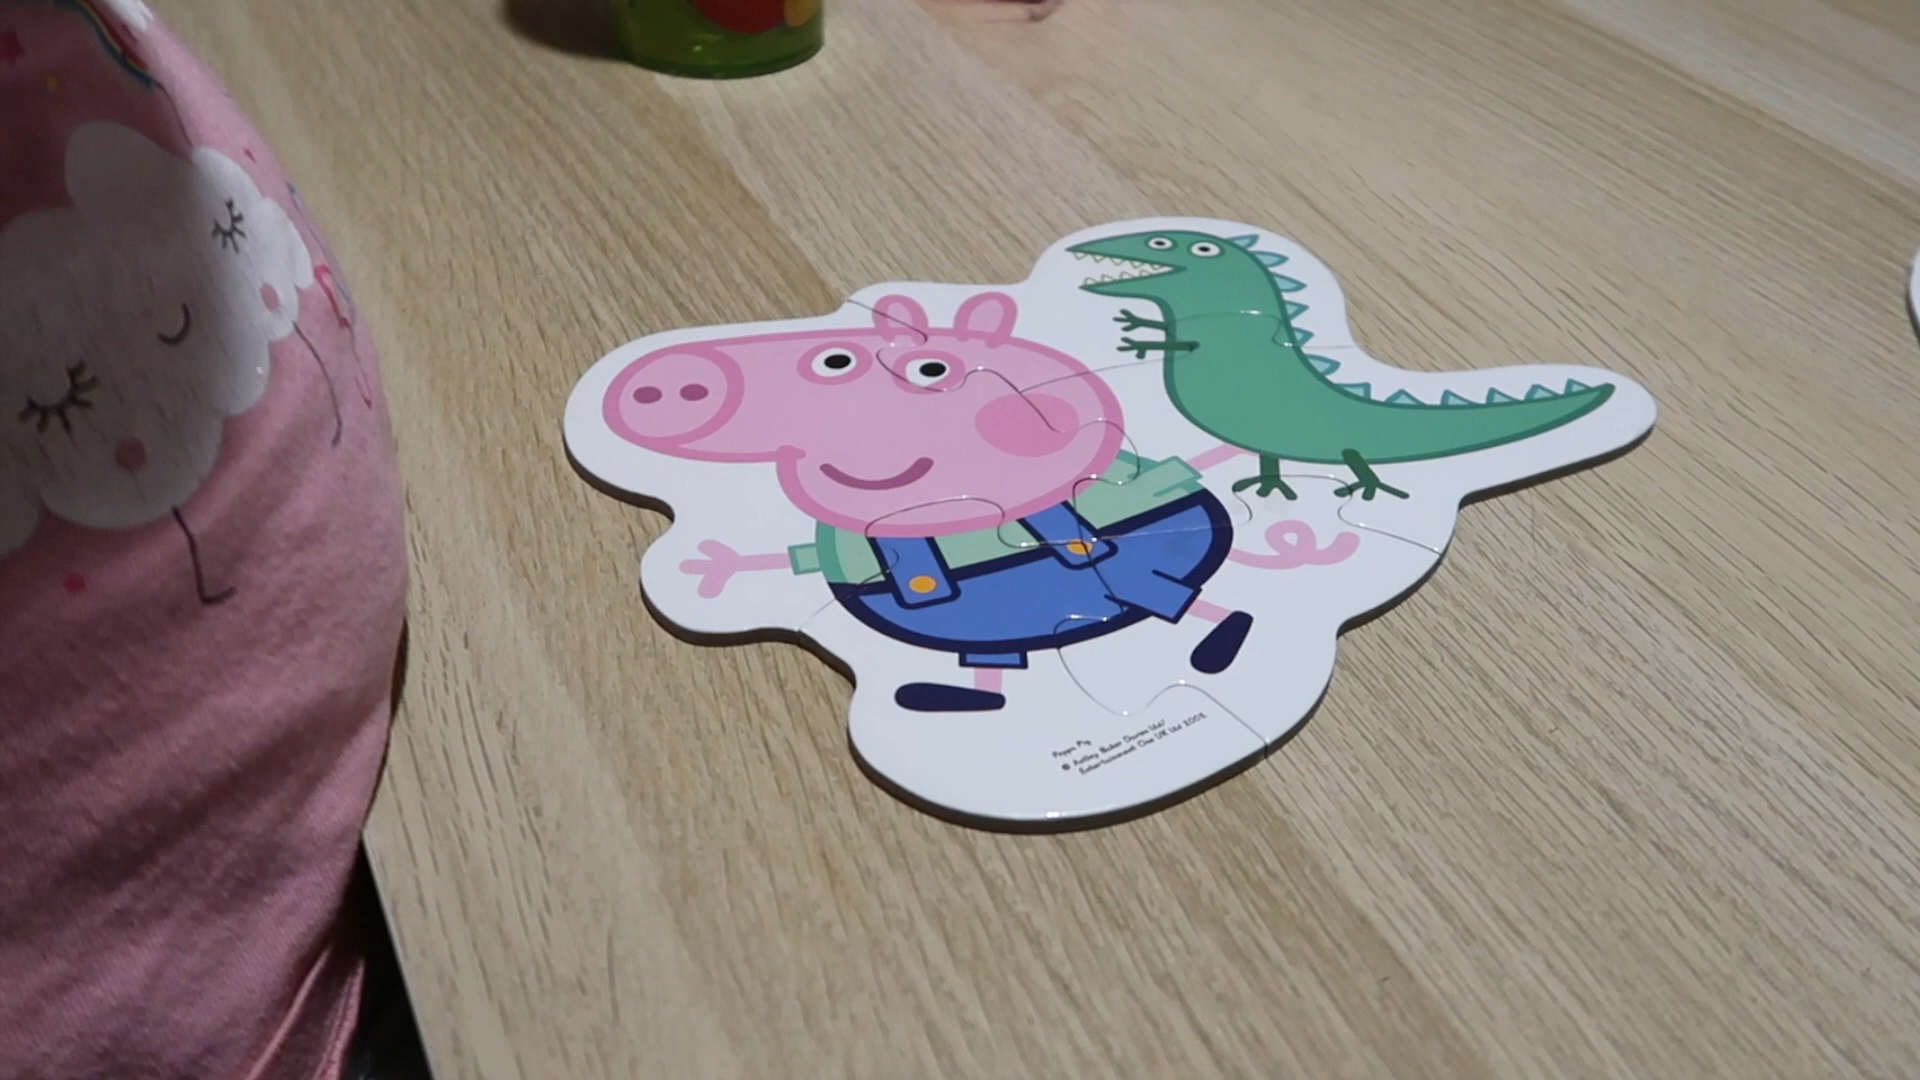 Peppa Pig
© Astley Baker Davies Ltd/
Entertainment One UK Ltd 2003.